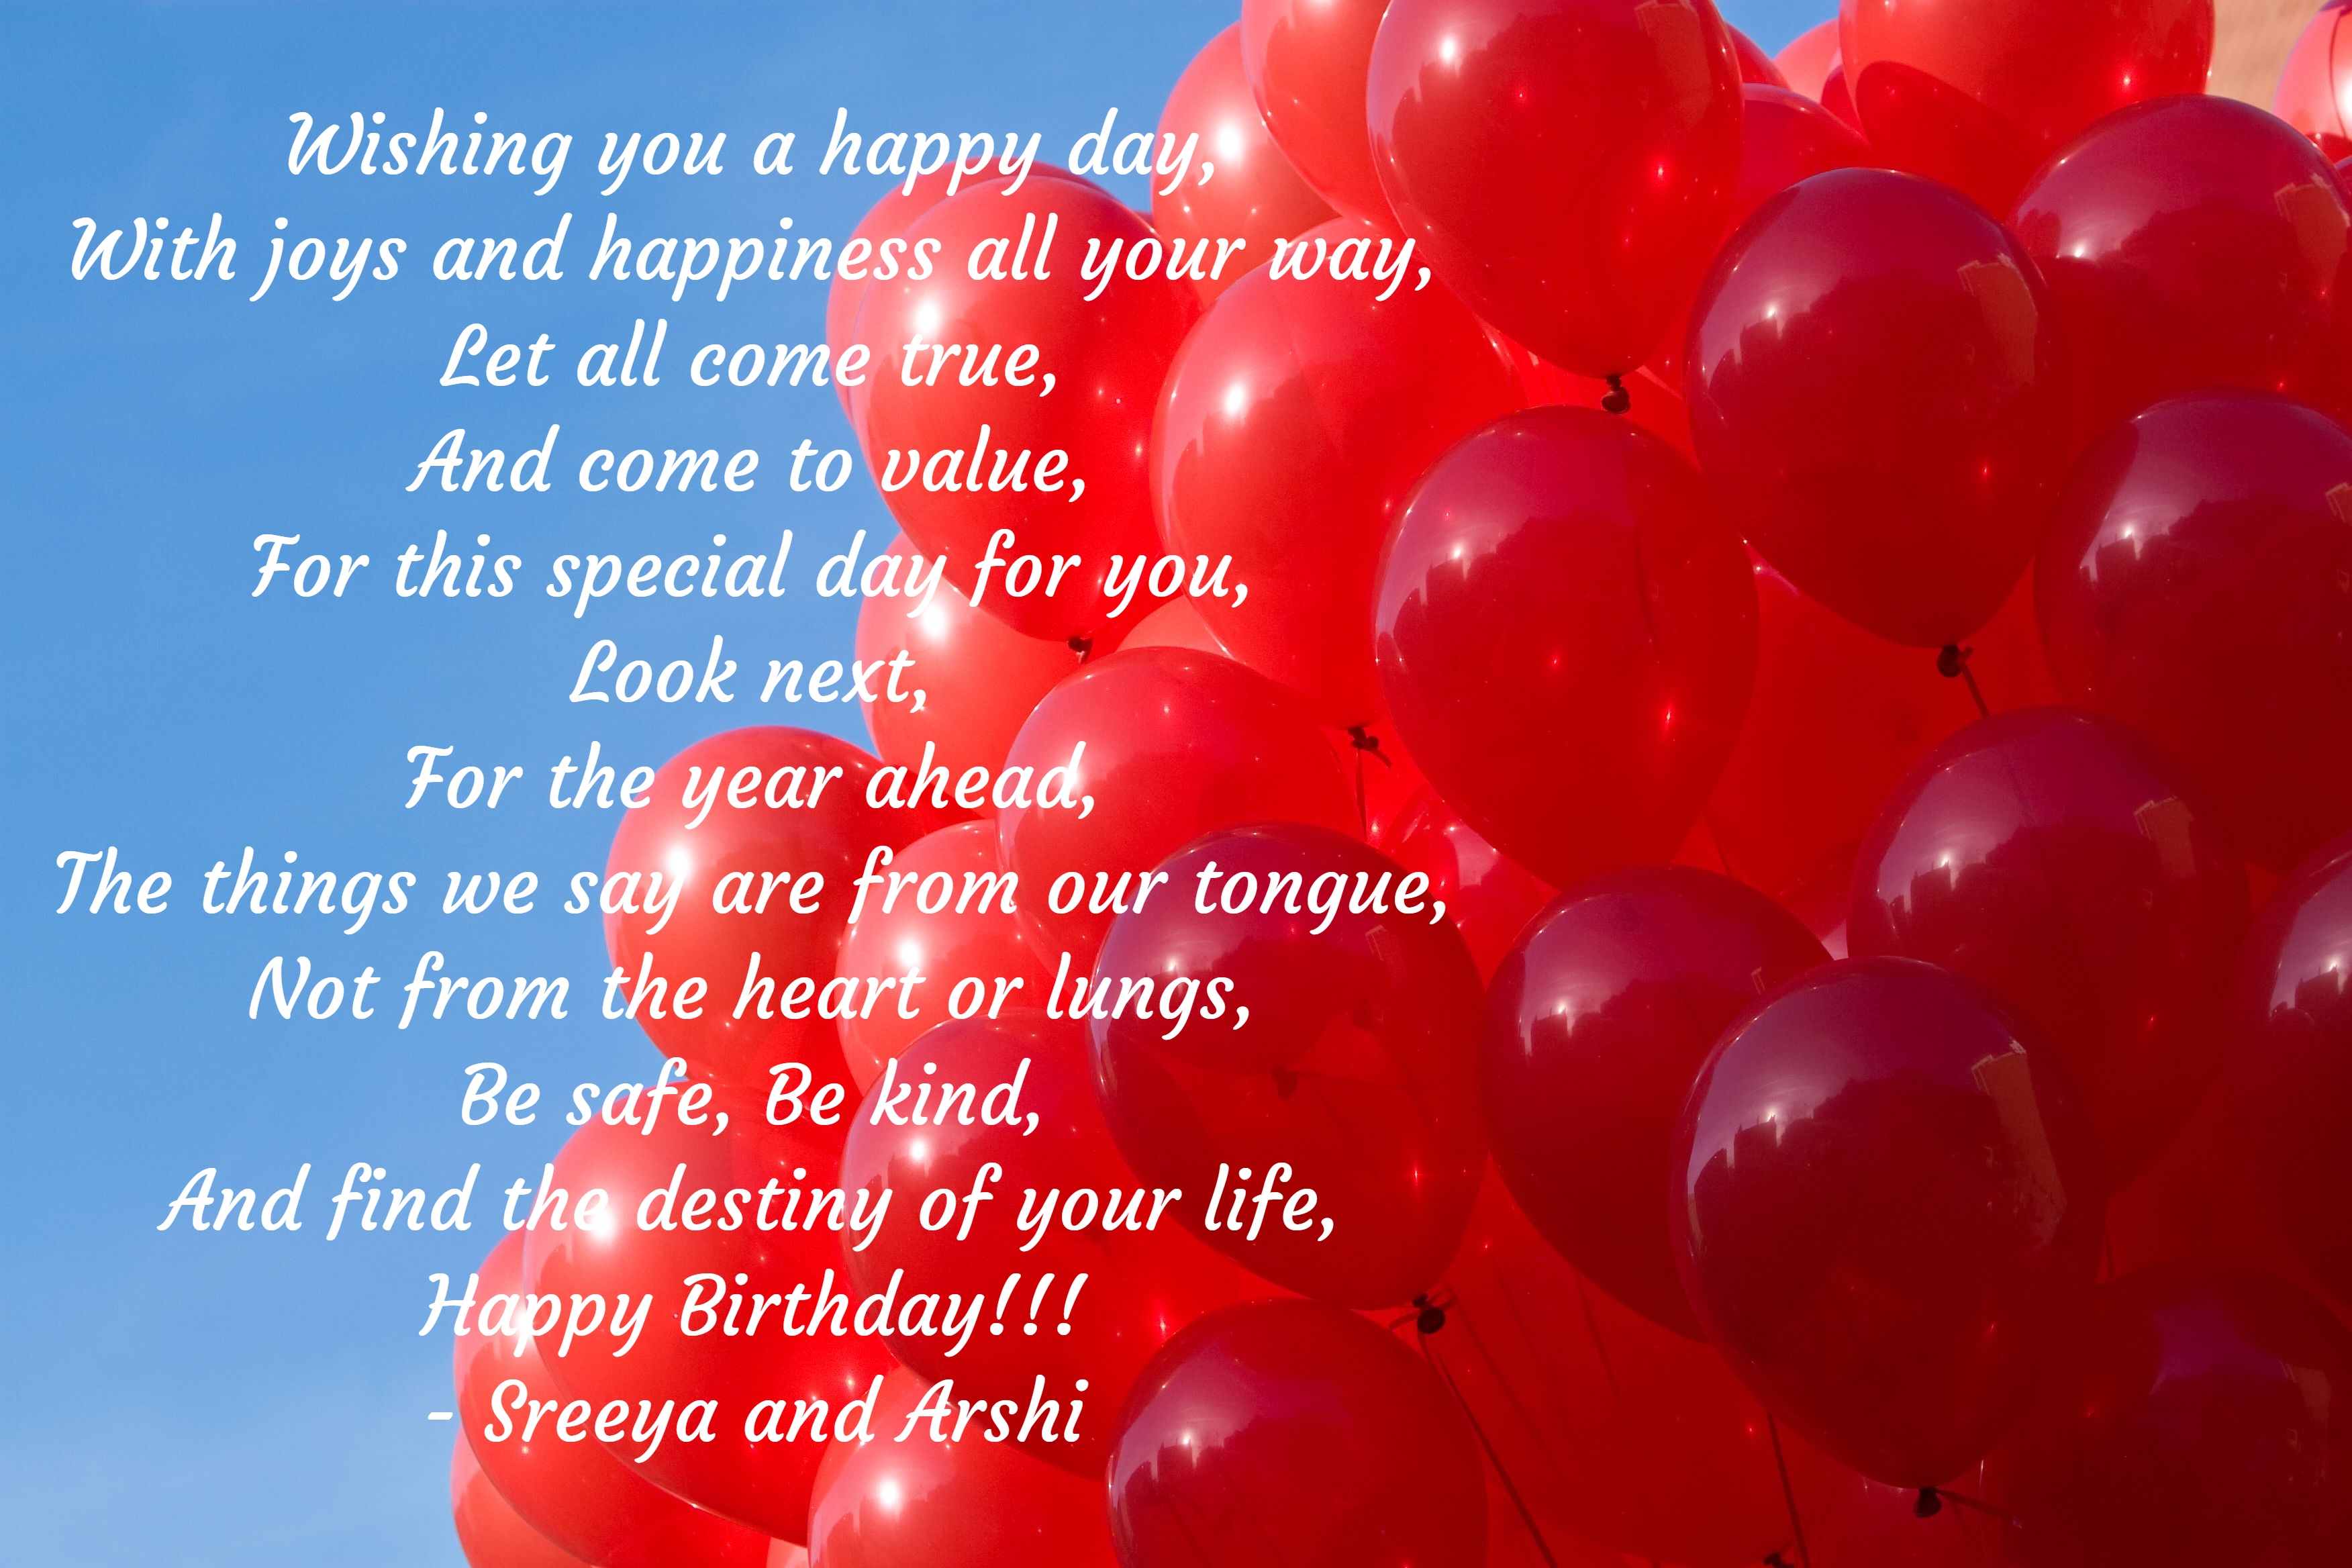 Wishing you a happy day,
With joys and happiness all your way,
Let all come true,
And come to value,
For this special day for you,
Look next,
For the year ahead,
The things we say are from our tongue,
Not from the heart or lungs,
Be safe, Be kind,
And find the destiny of your life,
Happy Birthday!!!
- Sreeya and Arshi